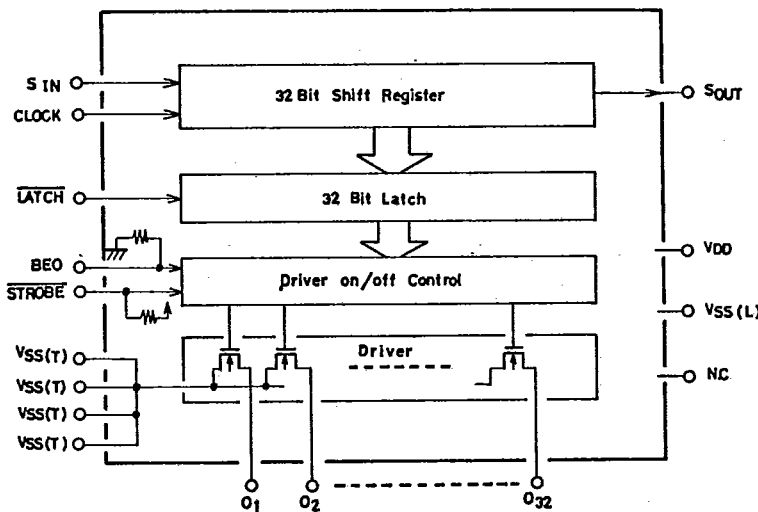 S IN
32 Bit Shift Register
SOUT
CLOCK
LATCH
32 Bit Latch
BEO
Driver on/off Control
VDD
STROBE
VSS(L)
VSS(T)
Driver
VSS(T)
N.C
VSS(T)
VSS(T)
O1
O2
O32